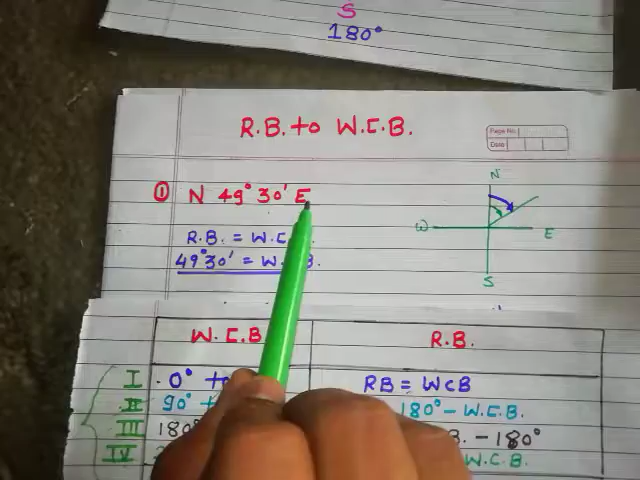 S
180°
R.B. to W.C.B.
Page No.
Date
① N 49° 30' E
N
W
E
S
R.B. = W.C
49°30' = W. B.
W.C.B
R.B.
I 0°
RB = WCB
II 90°
180° - W.C.B.
III 180°
B. - 180°
IV
W.C.B.